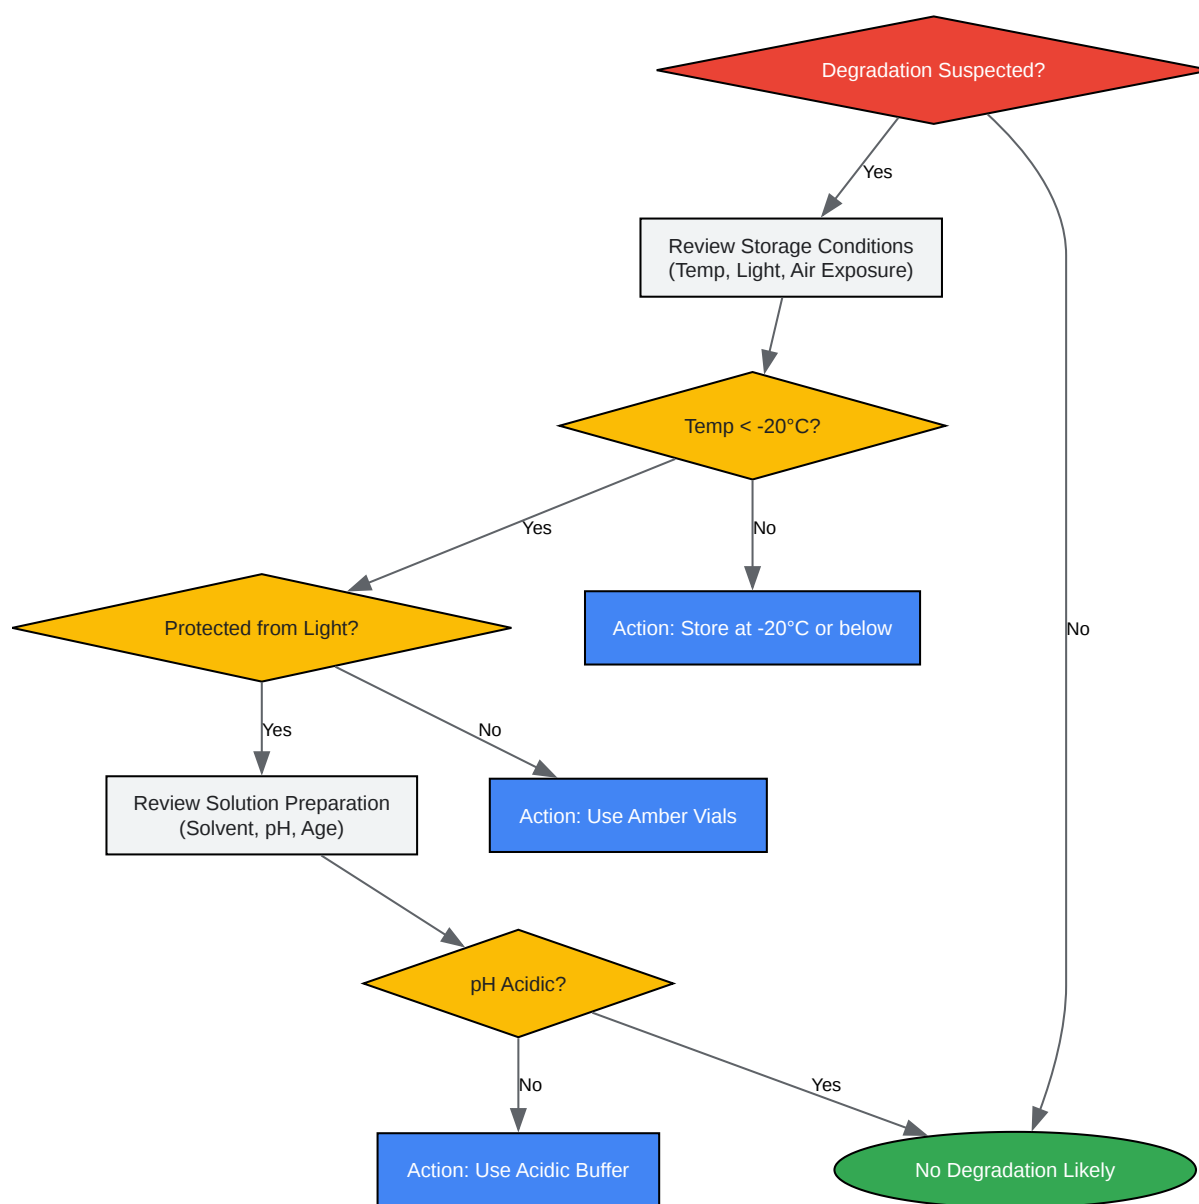 Degradation Suspected?
Yes
Review Storage Conditions
(Temp, Light, Air Exposure)
Temp < -20°C?
Yes
No
Protected from Light?
Action: Store at -20°C or below
No
Yes
No
Review Solution Preparation
(Solvent, pH, Age)
Action: Use Amber Vials
pH Acidic?
No
Yes
Action: Use Acidic Buffer
No Degradation Likely